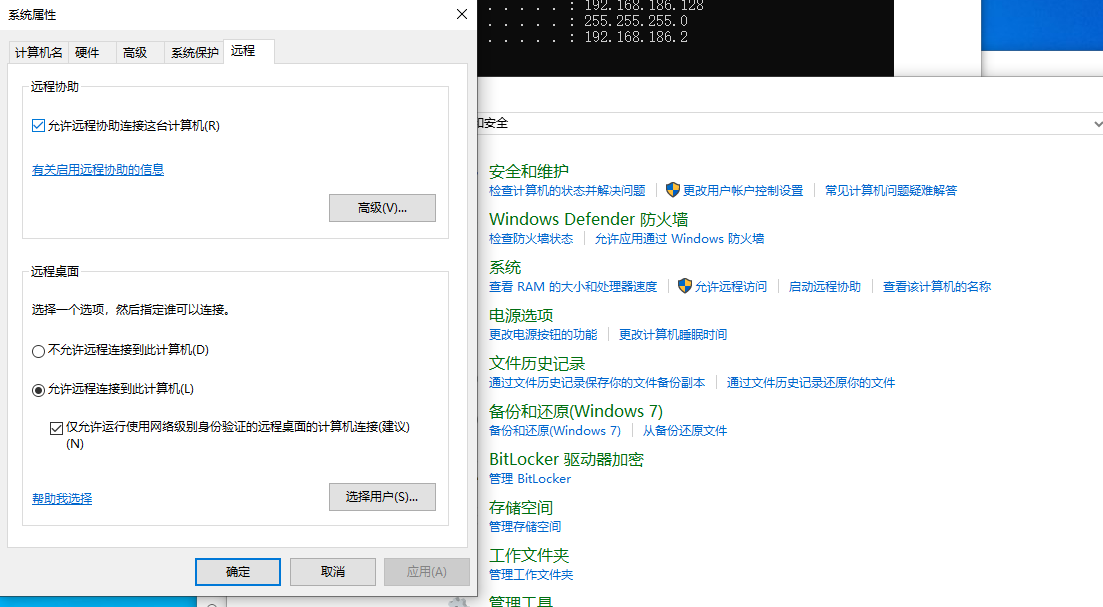 系统属性
计算机名 硬件 高级 系统保护 远程
远程协助
允许远程协助连接这台计算机(R)
有关启用远程协助的信息
高级(V)...
远程桌面
选择一个选项，然后指定谁可以连接。
不允许远程连接到此计算机(D)
允许远程连接到此计算机(L)
仅允许运行使用网络级别身份验证的远程桌面的计算机连接(建议)
(N)
帮助我选择
选择用户(S)...
确定 取消 应用(A)
. . . . . : 192.168.186.128
. . . . . : 255.255.255.0
. . . . . : 192.168.186.2
和安全
安全和维护
检查计算机的状态并解决问题 更改用户帐户控制设置 常见计算机问题疑难解答
Windows Defender 防火墙
检查防火墙状态 允许应用通过 Windows 防火墙
系统
查看 RAM 的大小和处理器速度 允许远程访问 启动远程协助 查看该计算机的名称
电源选项
更改电源按钮的功能 更改计算机睡眠时间
文件历史记录
通过文件历史记录保存你的文件备份副本 通过文件历史记录还原你的文件
备份和还原(Windows 7)
备份和还原(Windows 7) 从备份还原文件
BitLocker 驱动器加密
管理 BitLocker
存储空间
管理存储空间
工作文件夹
管理工作文件夹
管理工具